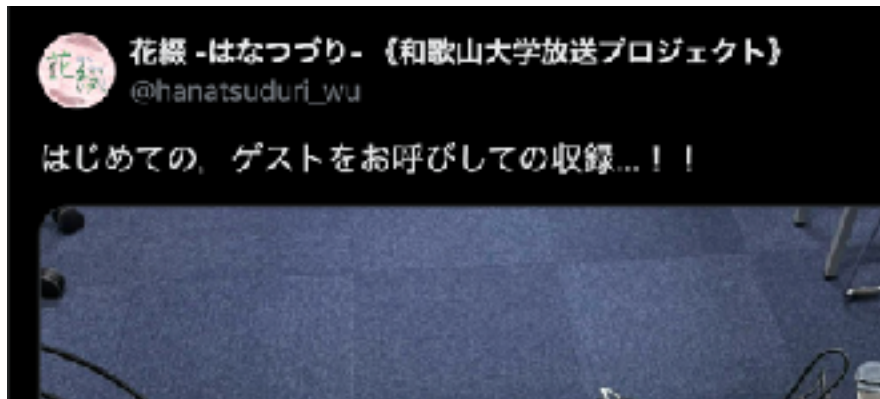 花綴
花綴 -はなつづり- 《和歌山大学放送プロジェクト》
@hanatsuduri_wu
はじめての，ゲストをお呼びしての収録...！！